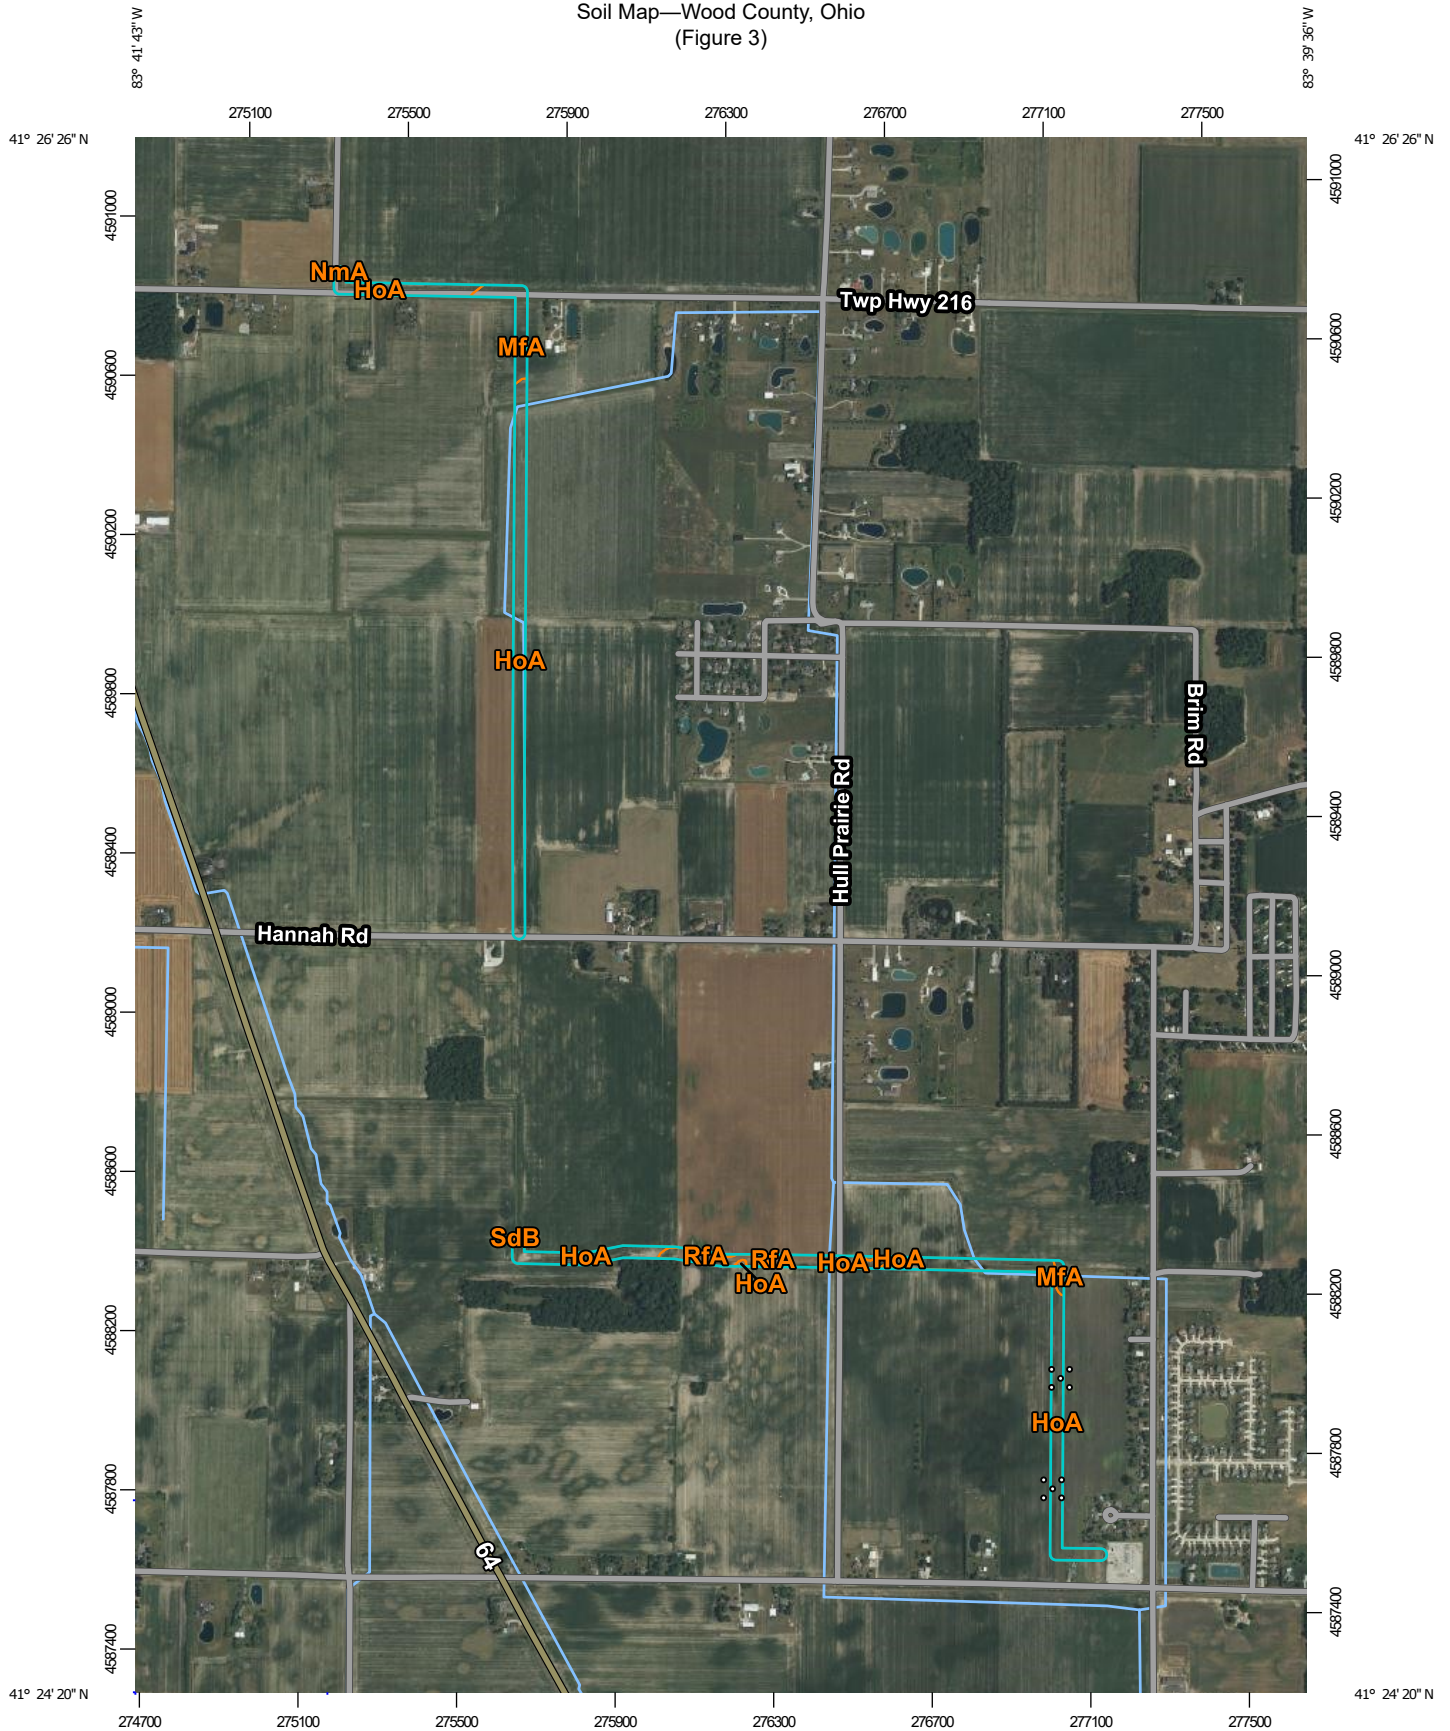 Soil Map—Wood County, Ohio
(Figure 3)
83° 41' 43'' W
83° 39' 36'' W
275100 275500 275900 276300 276700 277100 277500
41° 26' 26'' N
41° 26' 26'' N
4591000
4590600
4590200
4589800
4589400
4589000
4588600
4588200
4587800
4587400
4591000
4590600
4590200
4589800
4589400
4589000
4588600
4588200
4587800
4587400
NmA
HoA
Twp Hwy 216
MfA
HoA
Brim Rd
Hull Prairie Rd
Hannah Rd
SdB
HoA
RfA
RfA
HoA
HoA
HoA
MfA
HoA
64
41° 24' 20'' N
41° 24' 20'' N
274700 275100 275500 275900 276300 276700 277100 277500